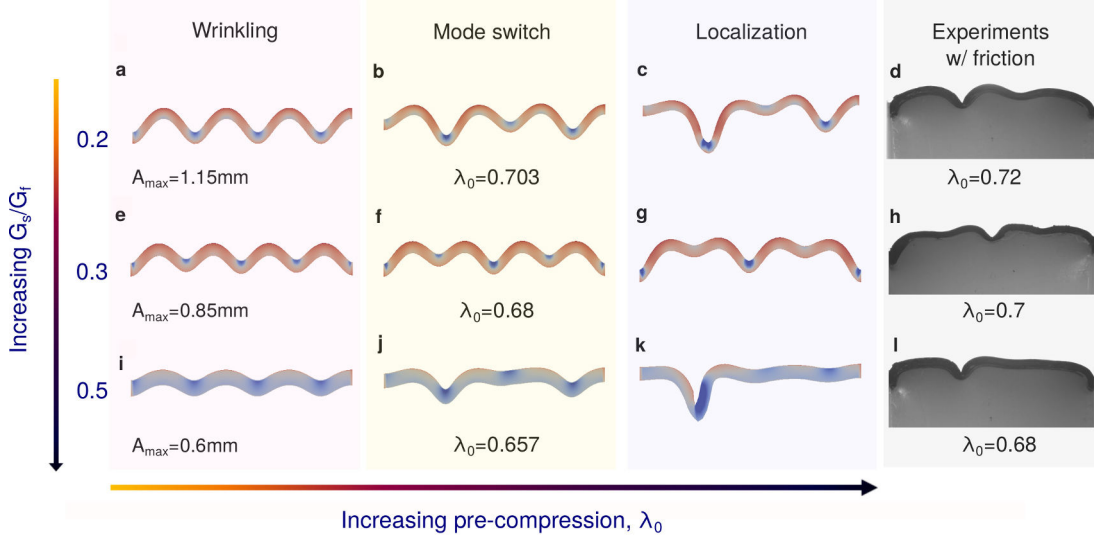 Wrinkling
Mode switch
Localization
Experiments
w/ friction
a
b
c
d
0.2
A_max=1.15mm
λ₀=0.703
λ₀=0.72
e
f
g
h
0.3
A_max=0.85mm
λ₀=0.68
λ₀=0.7
i
j
k
l
0.5
A_max=0.6mm
λ₀=0.657
λ₀=0.68
Increasing G_s/G_f
Increasing pre-compression, λ₀